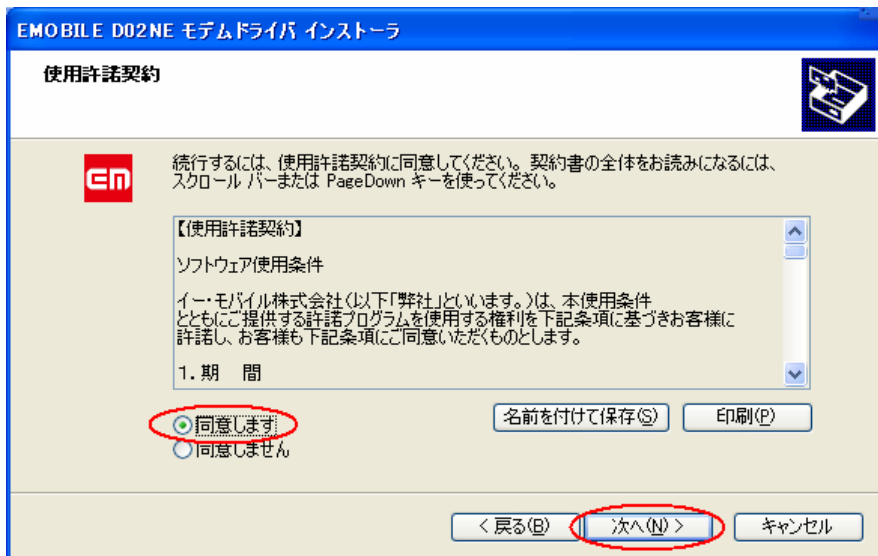 EMOBILE D02NE モデムドライバ インストーラ
使用許諾契約
EM
続行するには、使用許諾契約に同意してください。契約書の全体をお読みになるには、
スクロール バーまたは PageDown キーを使ってください。
【使用許諾契約】
ソフトウェア使用条件
イー・モバイル株式会社（以下「弊社」といいます。）は、本使用条件
とともにご提供する許諾プログラムを使用する権利を下記条項に基づきお客様に
許諾し、お客様も下記条項にご同意いただくものとします。
1．期　間
同意します
同意しません
名前を付けて保存(S)
印刷(P)
< 戻る(B)
次へ(N) >
キャンセル